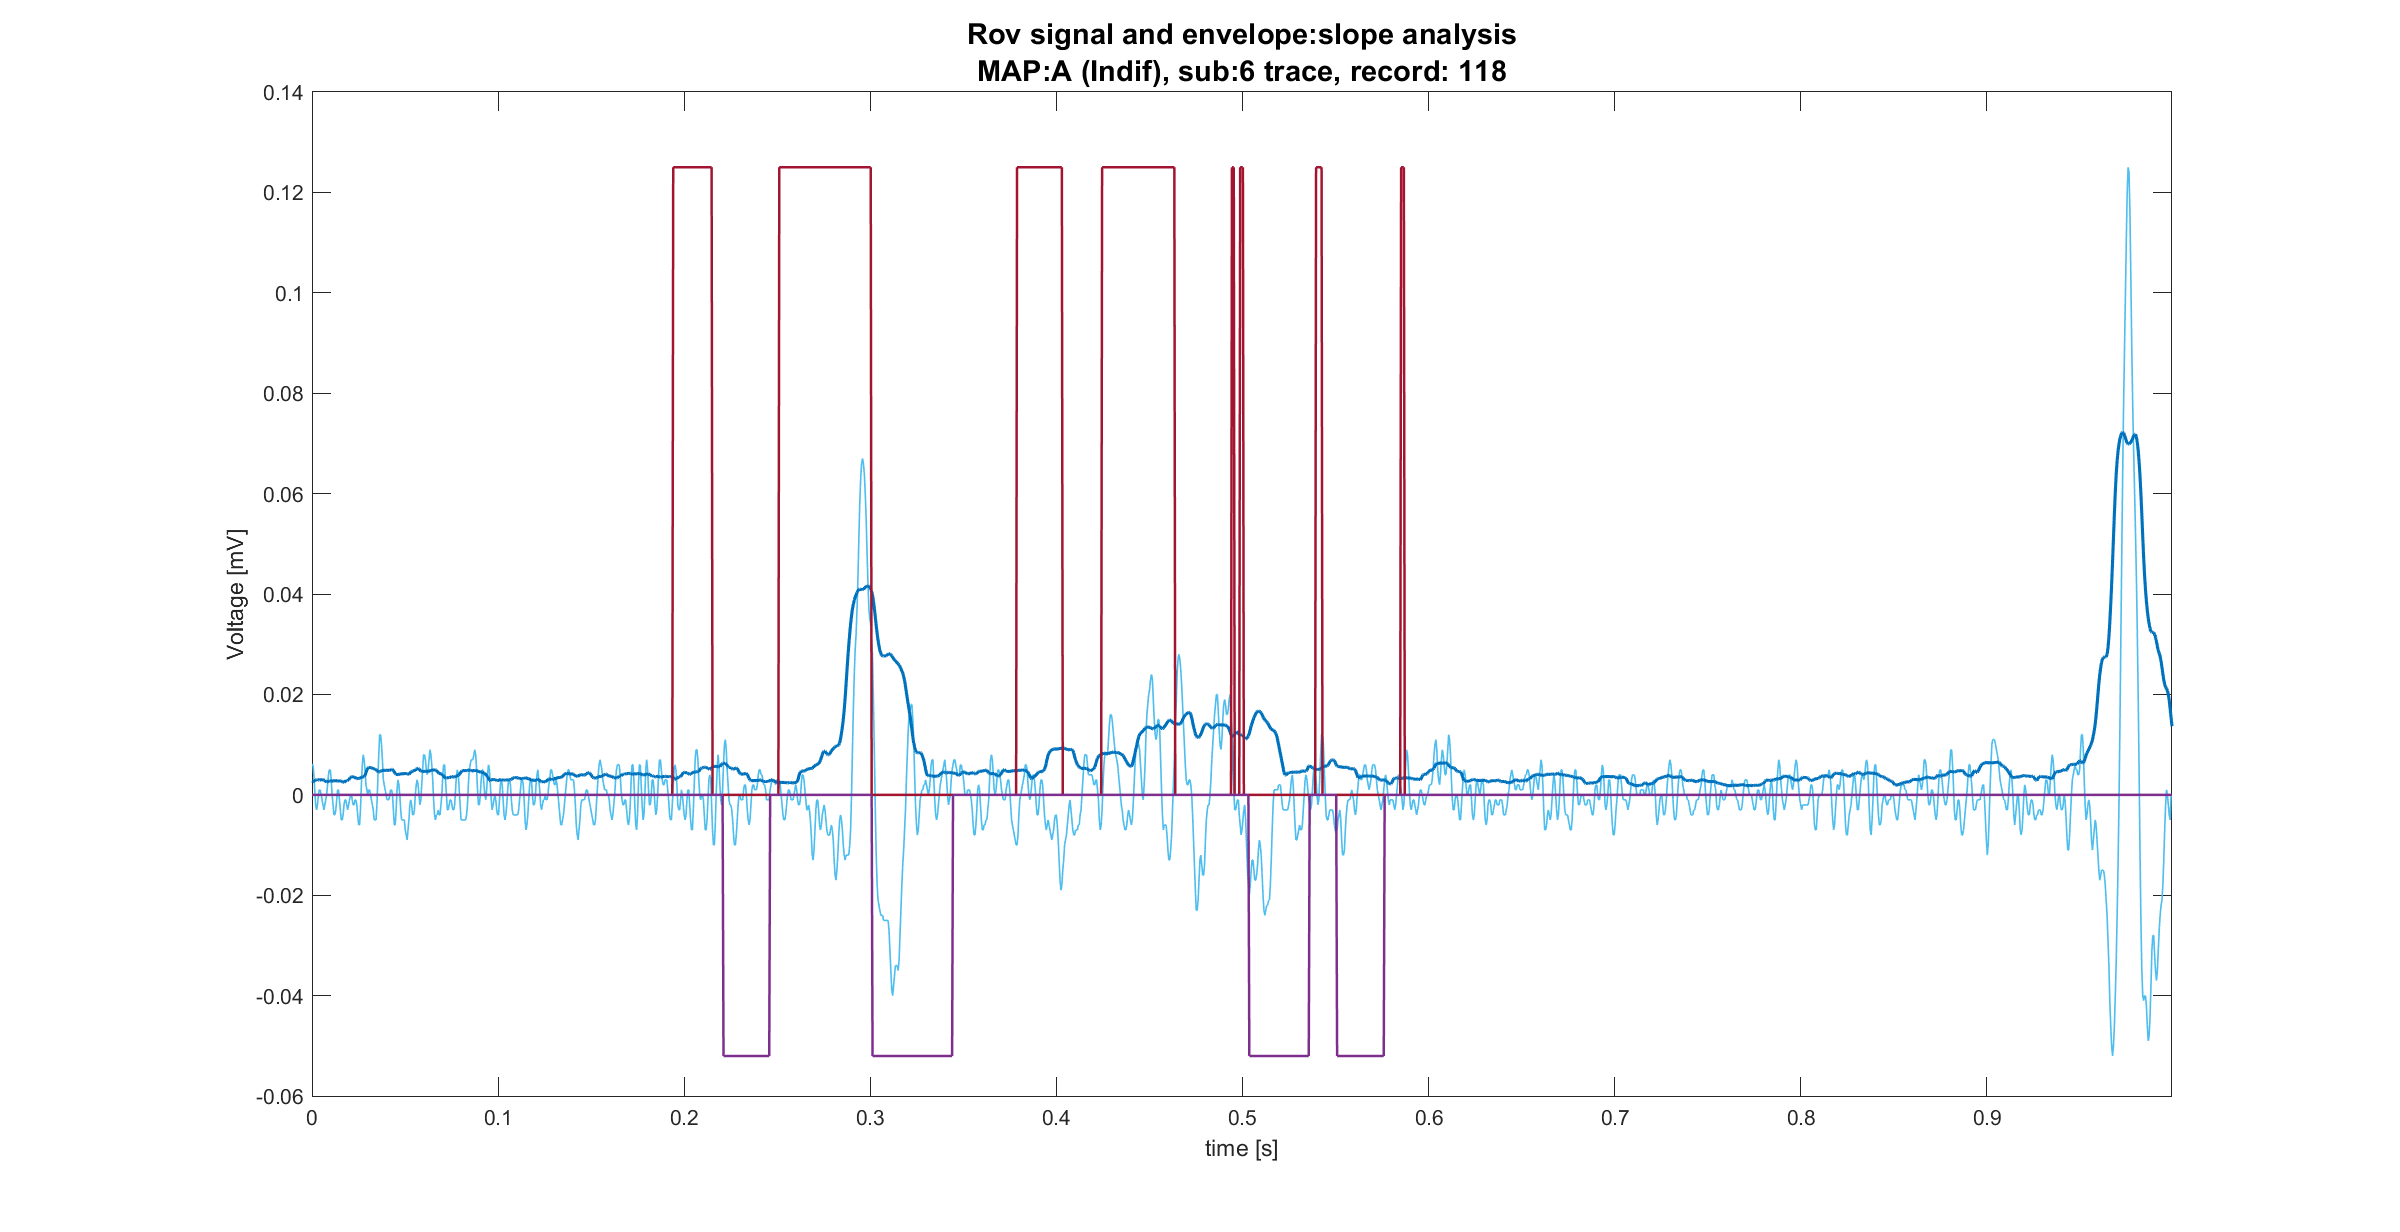 Rov signal and envelope:slope analysis
MAP:A (Indif), sub:6 trace, record: 118
0.14
0.12
0.1
0.08
0.06
0.04
0.02
0
-0.02
-0.04
-0.06
Voltage [mV]
0 0.1 0.2 0.3 0.4 0.5 0.6 0.7 0.8 0.9
time [s]